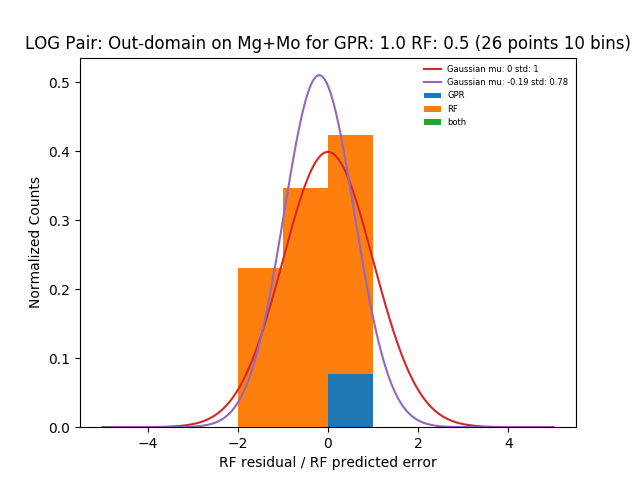 LOG Pair: Out-domain on Mg+Mo for GPR: 1.0 RF: 0.5 (26 points 10 bins)
Gaussian mu: 0 std: 1
Gaussian mu: -0.19 std: 0.78
GPR
RF
both
Normalized Counts
0.5
0.4
0.3
0.2
0.1
0.0
−4 −2 0 2 4
RF residual / RF predicted error